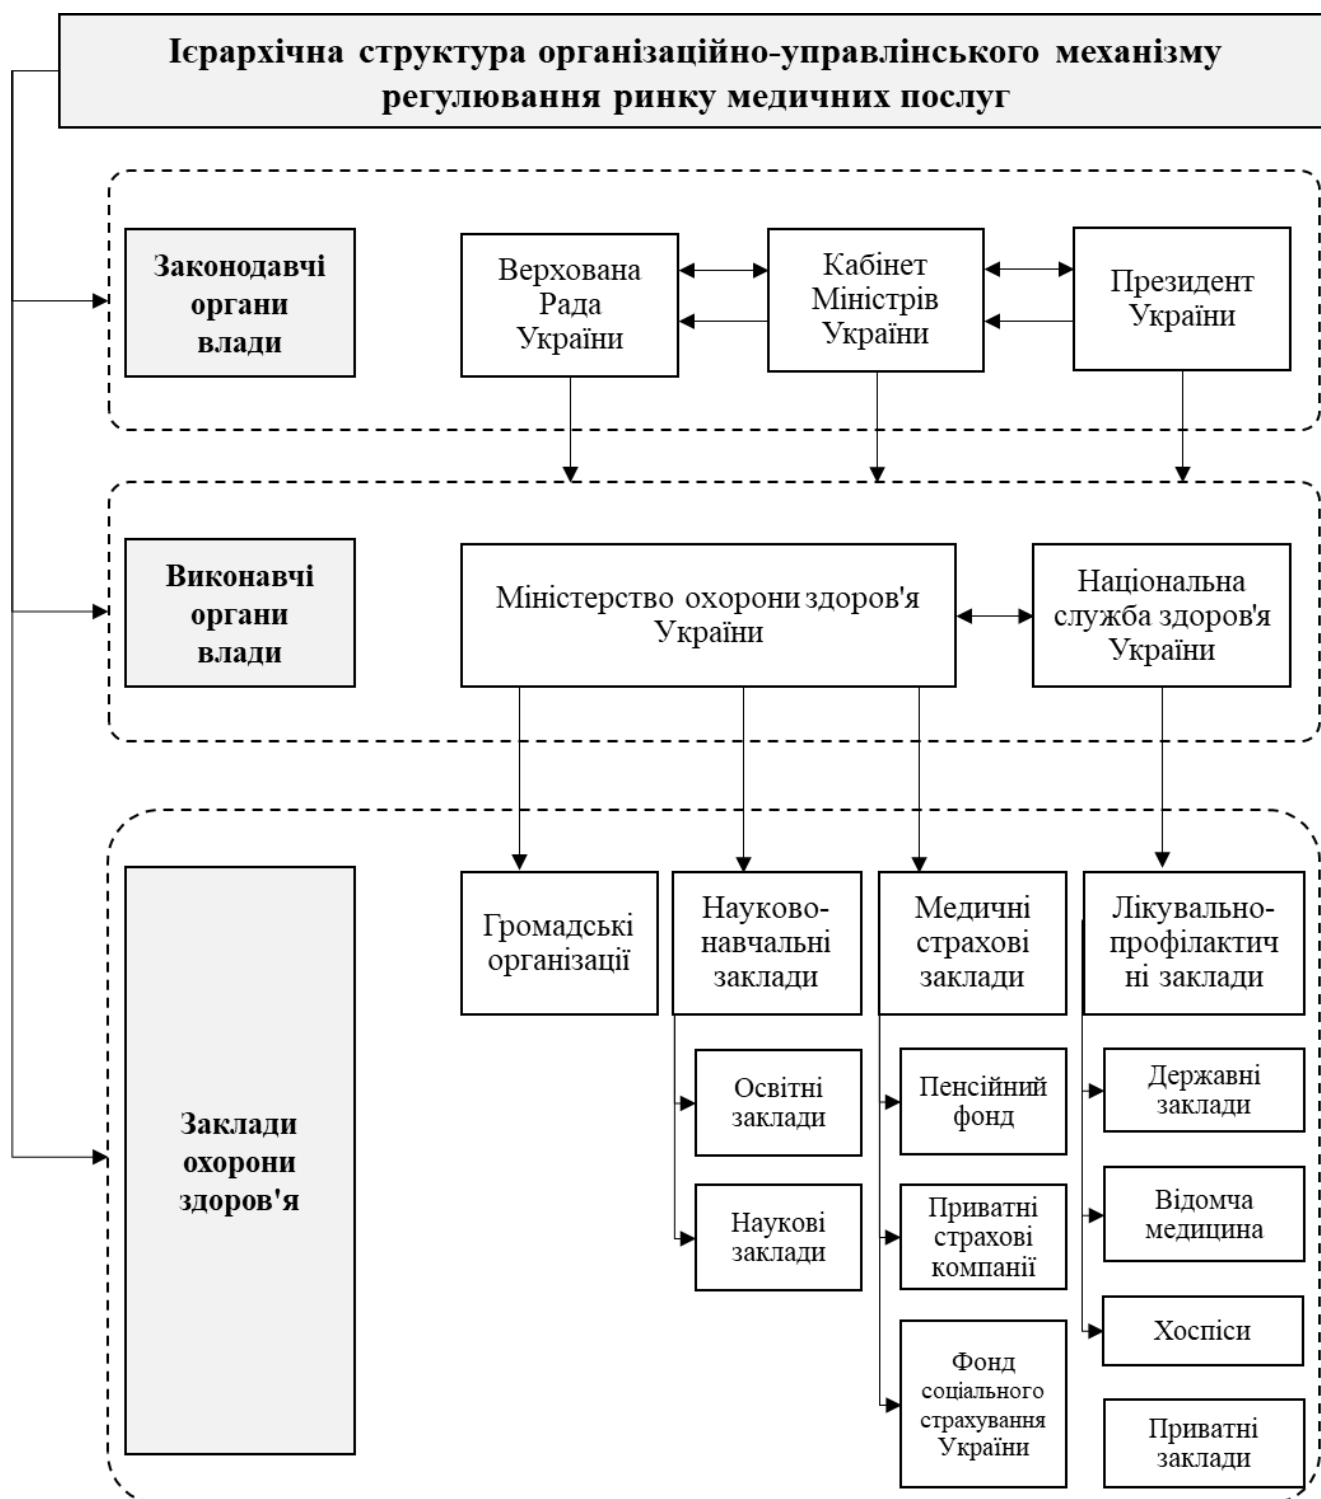 Ієрархічна структура організаційно-управлінського механізму
регулювання ринку медичних послуг
Законодавчі
органи
влади
Верхована
Рада
України
Кабінет
Міністрів
України
Президент
України
Виконавчі
органи
влади
Міністерство охорони здоров'я
України
Національна
служба здоров'я
України
Заклади
охорони
здоров'я
Громадські
організації
Науково-
навчальні
заклади
Медичні
страхові
заклади
Лікувально-
профілактич
ні заклади
Освітні
заклади
Наукові
заклади
Пенсійний
фонд
Приватні
страхові
компанії
Фонд
соціального
страхування
України
Державні
заклади
Відомча
медицина
Хоспіси
Приватні
заклади